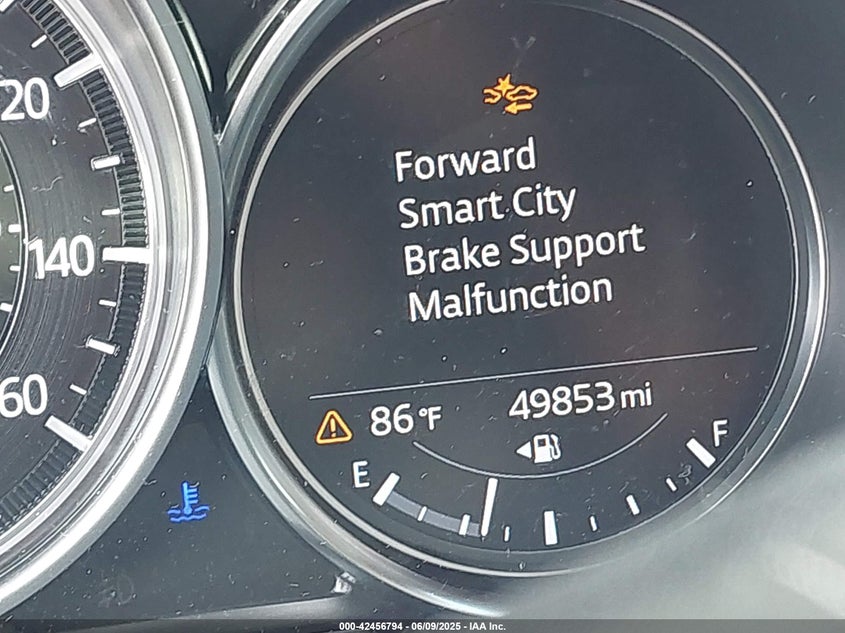 20
140
60
Forward
Smart City
Brake Support
Malfunction
86°F
49853 mi
E
F
000-42456794 - 06/09/2025 - IAA Inc.